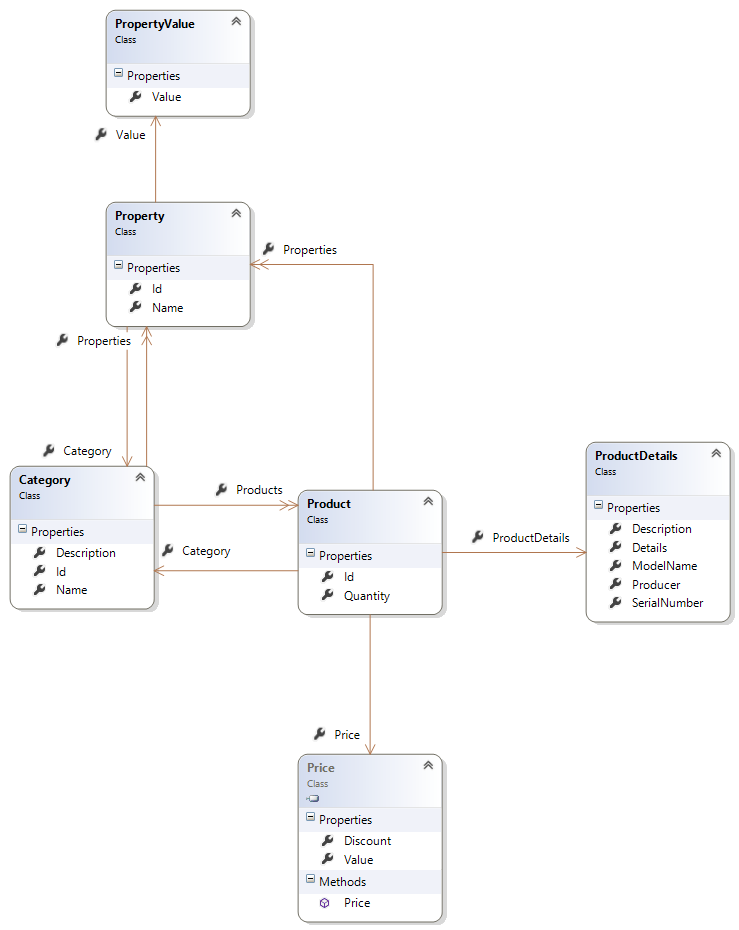 PropertyValue
Class
Properties
Value
Value
Property
Class
Properties
Id
Name
Properties
Properties
Category
Category
Class
Properties
Description
Id
Name
Products
Category
Product
Class
Properties
Id
Quantity
ProductDetails
ProductDetails
Class
Properties
Description
Details
ModelName
Producer
SerialNumber
Price
Price
Class
Properties
Discount
Value
Methods
Price